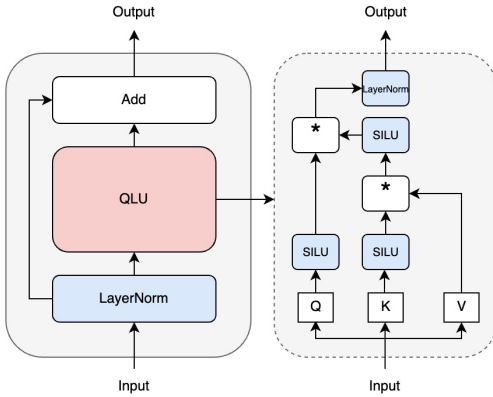 Output
Add
QLU
LayerNorm
Input
Output
LayerNorm
*
SILU
*
SILU
SILU
Q
K
V
Input